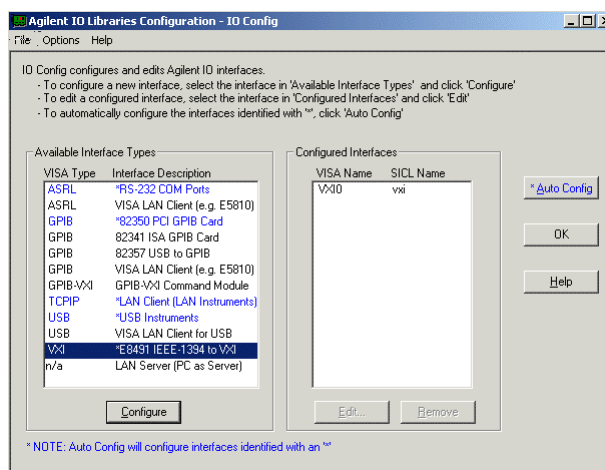 Agilent IO Libraries Configuration - IO Config
File Options Help
IO Config configures and edits Agilent IO interfaces.
- To configure a new interface, select the interface in 'Available Interface Types' and click 'Configure'
- To edit a configured interface, select the interface in 'Configured Interfaces' and click 'Edit'
- To automatically configure the interfaces identified with '*', click 'Auto Config'
Available Interface Types
VISA Type Interface Description
ASRL *RS-232 COM Ports
ASRL VISA LAN Client (e.g. E5810)
GPIB *82350 PCI GPIB Card
GPIB 82341 ISA GPIB Card
GPIB 82357 USB to GPIB
GPIB VISA LAN Client (e.g. E5810)
GPIB-VXI GPIB-VXI Command Module
TCPIP *LAN Client (LAN Instruments)
USB *USB Instruments
USB VISA LAN Client for USB
VXI *E8491 IEEE-1394 to VXI
n/a LAN Server (PC as Server)
Configure
Configured Interfaces
VISA Name SICL Name
VXI0 vxi
Edit... Remove
* Auto Config
OK
Help
* NOTE: Auto Config will configure interfaces identified with an '*'